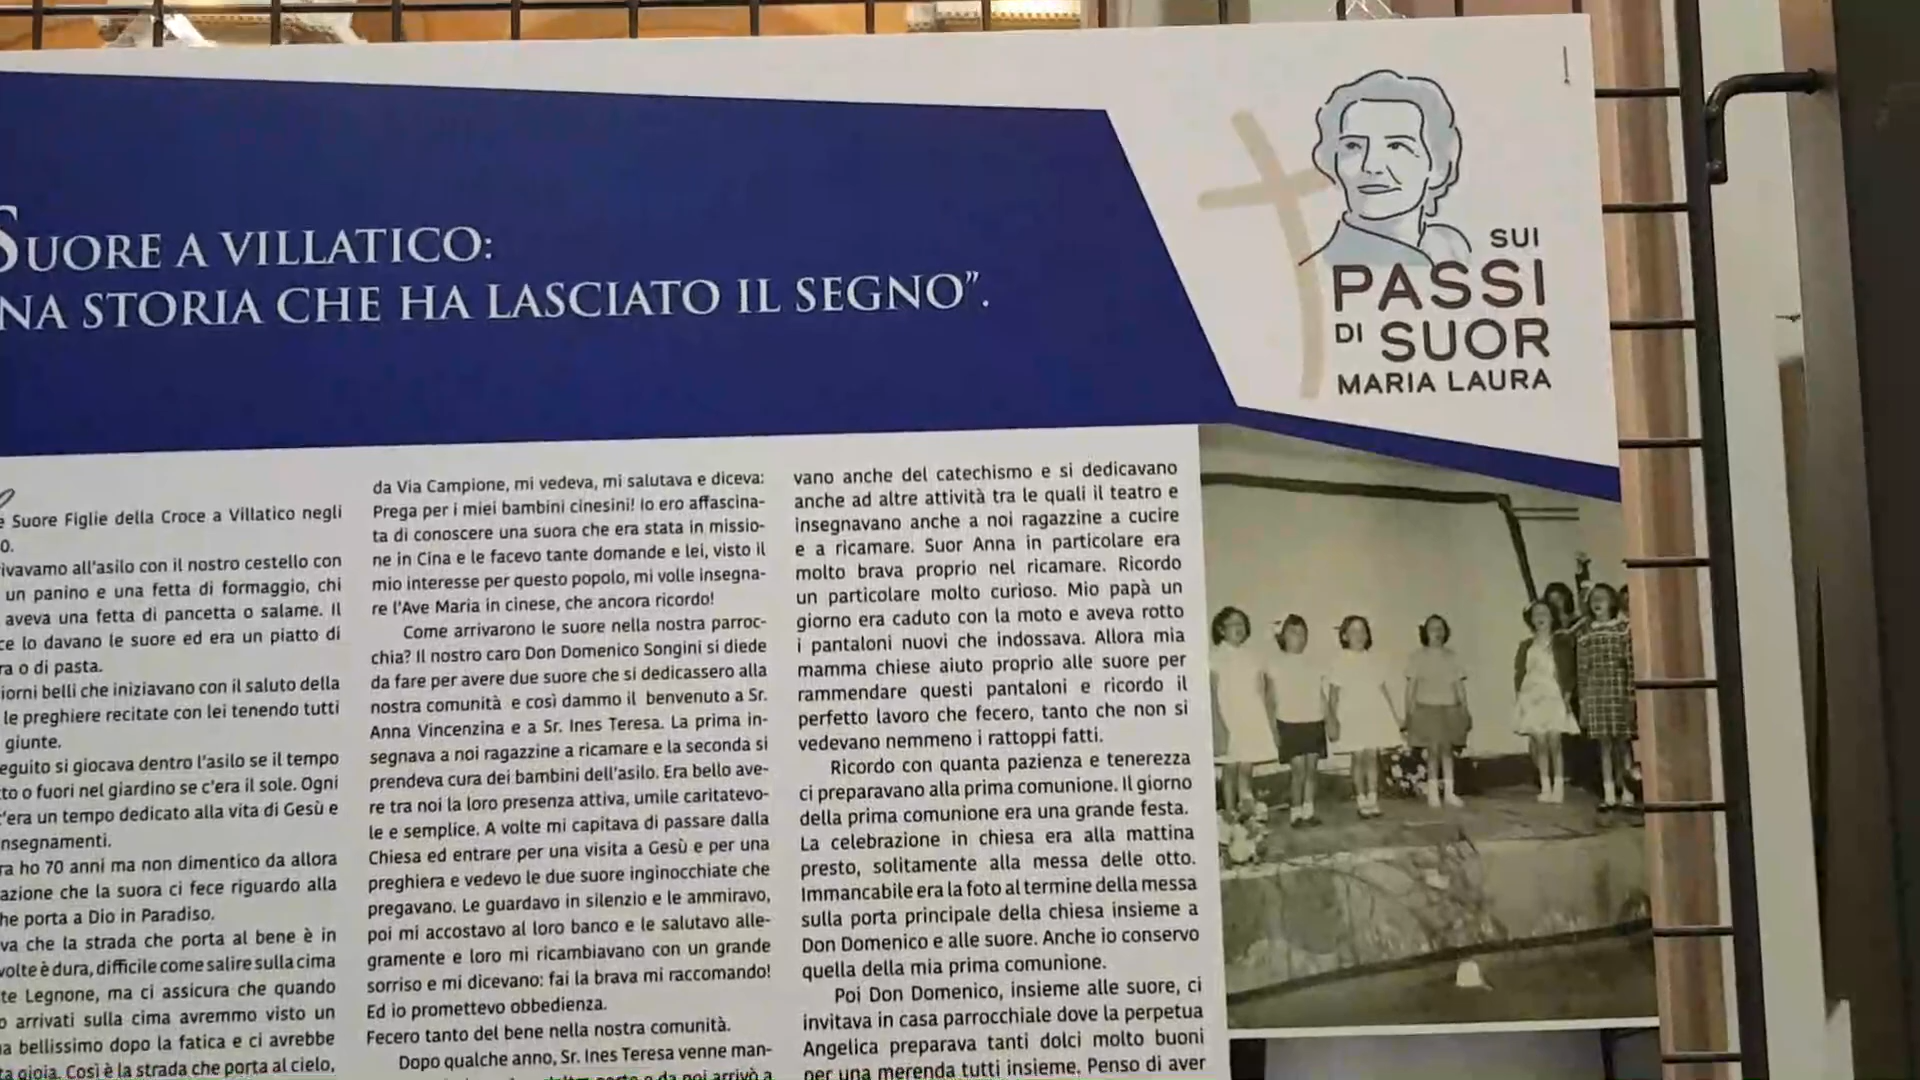 SUORE A VILLATICO:
NA STORIA CHE HA LASCIATO IL SEGNO”.
SUI
PASSI
DI SUOR
MARIA LAURA
Suore Figlie della Croce a Villatico negli
0.
ivavamo all'asilo con il nostro cestello con
un panino e una fetta di formaggio, chi
aveva una fetta di pancetta o salame. Il
ce lo davano le suore ed era un piatto di
ra o di pasta.
iorni belli che iniziavano con il saluto della
le preghiere recitate con lei tenendo tutti
giunte.
eguito si giocava dentro l'asilo se il tempo
to o fuori nel giardino se c'era il sole. Ogni
'era un tempo dedicato alla vita di Gesù e
nsegnamenti.
ra ho 70 anni ma non dimentico da allora
azione che la suora ci fece riguardo alla
he porta a Dio in Paradiso.
va che la strada che porta al bene è in
volte è dura, difficile come salire sulla cima
te Legnone, ma ci assicura che quando
o arrivati sulla cima avremmo visto un
a bellissimo dopo la fatica e ci avrebbe
ta gioia. Così è la strada che porta al cielo,
da Via Campione, mi vedeva, mi salutava e diceva:
Prega per i miei bambini cinesini! Io ero affascina-
ta di conoscere una suora che era stata in missio-
ne in Cina e le facevo tante domande e lei, visto il
mio interesse per questo popolo, mi volle insegna-
re l'Ave Maria in cinese, che ancora ricordo!
Come arrivarono le suore nella nostra parroc-
chia? Il nostro caro Don Domenico Songini si diede
da fare per avere due suore che si dedicassero alla
nostra comunità e così dammo il benvenuto a Sr.
Anna Vincenzina e a Sr. Ines Teresa. La prima in-
segnava a noi ragazzine a ricamare e la seconda si
prendeva cura dei bambini dell'asilo. Era bello ave-
re tra noi la loro presenza attiva, umile caritatevo-
le e semplice. A volte mi capitava di passare dalla
Chiesa ed entrare per una visita a Gesù e per una
preghiera e vedevo le due suore inginocchiate che
pregavano. Le guardavo in silenzio e le ammiravo,
poi mi accostavo al loro banco e le salutavo alle-
gramente e loro mi ricambiavano con un grande
sorriso e mi dicevano: fai la brava mi raccomando!
Ed io promettevo obbedienza.
Fecero tanto del bene nella nostra comunità.
Dopo qualche anno, Sr. Ines Teresa venne man-
da noi arrivò a
vano anche del catechismo e si dedicavano
anche ad altre attività tra le quali il teatro e
insegnavano anche a noi ragazzine a cucire
e a ricamare. Suor Anna in particolare era
molto brava proprio nel ricamare. Ricordo
un particolare molto curioso. Mio papà un
giorno era caduto con la moto e aveva rotto
i pantaloni nuovi che indossava. Allora mia
mamma chiese aiuto proprio alle suore per
rammendare questi pantaloni e ricordo il
perfetto lavoro che fecero, tanto che non si
vedevano nemmeno i rattoppi fatti.
Ricordo con quanta pazienza e tenerezza
ci preparavano alla prima comunione. Il giorno
della prima comunione era una grande festa.
La celebrazione in chiesa era alla mattina
presto, solitamente alla messa delle otto.
Immancabile era la foto al termine della messa
sulla porta principale della chiesa insieme a
Don Domenico e alle suore. Anche io conservo
quella della mia prima comunione.
Poi Don Domenico, insieme alle suore, ci
invitava in casa parrocchiale dove la perpetua
Angelica preparava tanti dolci molto buoni
per una merenda tutti insieme. Penso di aver